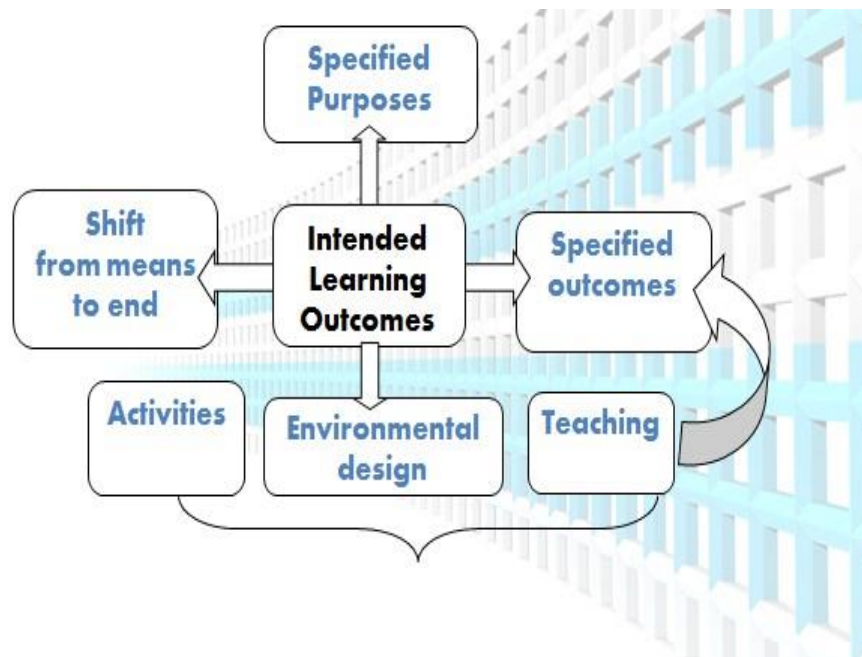 Specified
Purposes
Shift
from means
to end
Intended
Learning
Outcomes
Specified
outcomes
Activities
Environmental
design
Teaching